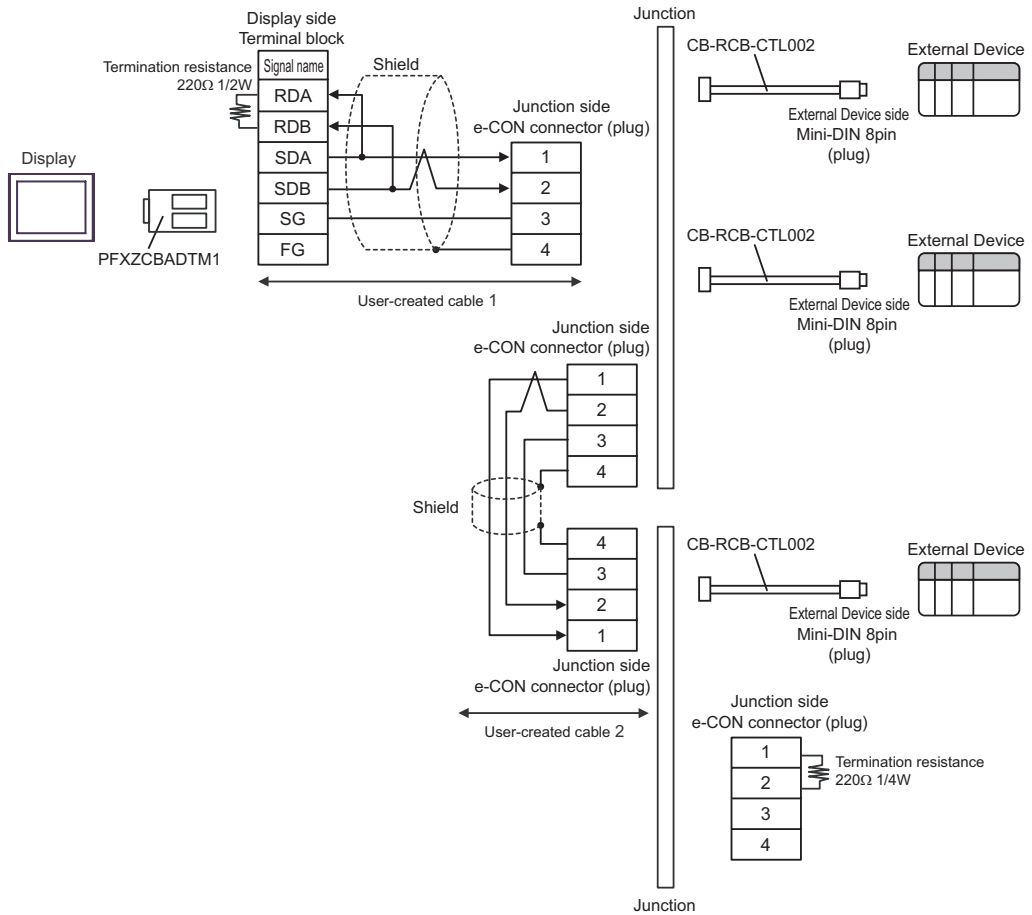 Junction
Display side
Terminal block
Termination resistance
220Ω 1/2W
Signal name
RDA
RDB
SDA
SDB
SG
FG
Shield
Junction side
e-CON connector (plug)
1
2
3
4
Display
PFXZCBADTM1
User-created cable 1
CB-RCB-CTL002
External Device
External Device side
Mini-DIN 8pin
(plug)
CB-RCB-CTL002
External Device
External Device side
Mini-DIN 8pin
(plug)
Junction side
e-CON connector (plug)
1
2
3
4
Shield
4
3
2
1
Junction side
e-CON connector (plug)
User-created cable 2
CB-RCB-CTL002
External Device
External Device side
Mini-DIN 8pin
(plug)
Junction side
e-CON connector (plug)
1
2
3
4
Termination resistance
220Ω 1/4W
Junction